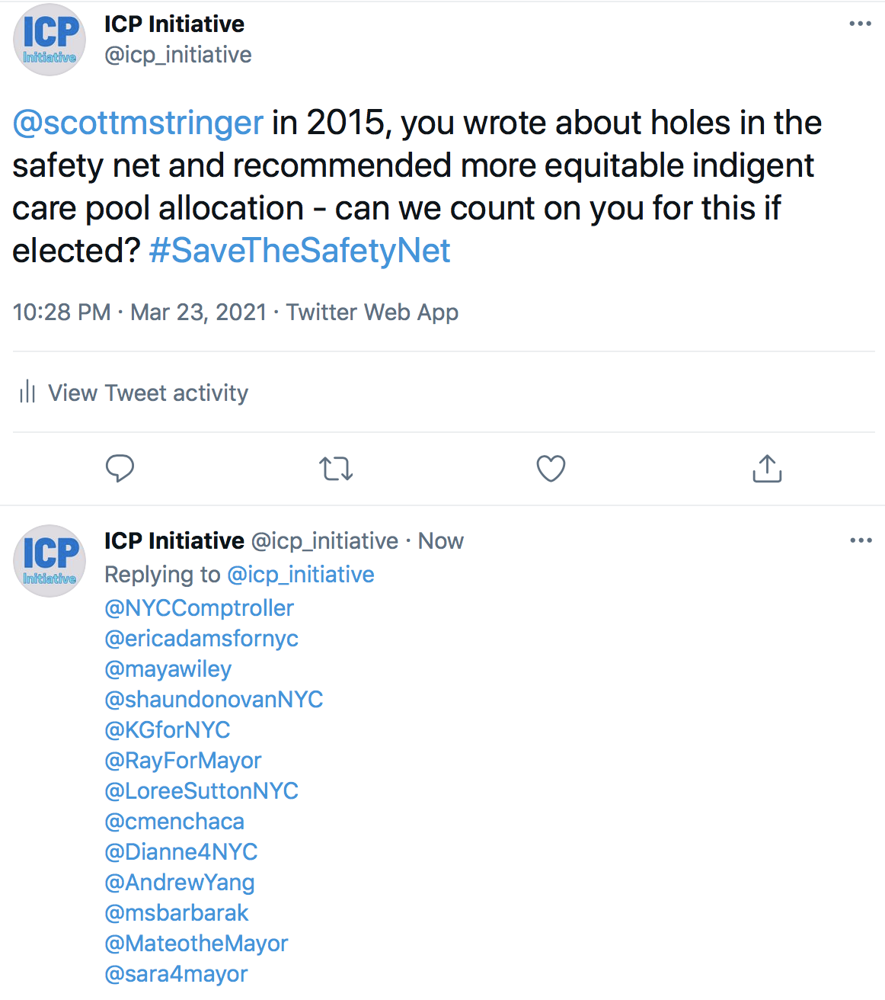 ICP
Initiative
ICP Initiative
@icp_initiative
@scottmstringer in 2015, you wrote about holes in the
safety net and recommended more equitable indigent
care pool allocation - can we count on you for this if
elected? #SaveTheSafetyNet
10:28 PM · Mar 23, 2021 · Twitter Web App
View Tweet activity
ICP
Initiative
ICP Initiative @icp_initiative · Now
Replying to @icp_initiative
@NYCComptroller
@ericadamsfornyc
@mayawiley
@shaundonovanNYC
@KGforNYC
@RayForMayor
@LoreeSuttonNYC
@cmenchaca
@Dianne4NYC
@AndrewYang
@msbarbarak
@MateotheMayor
@sara4mayor